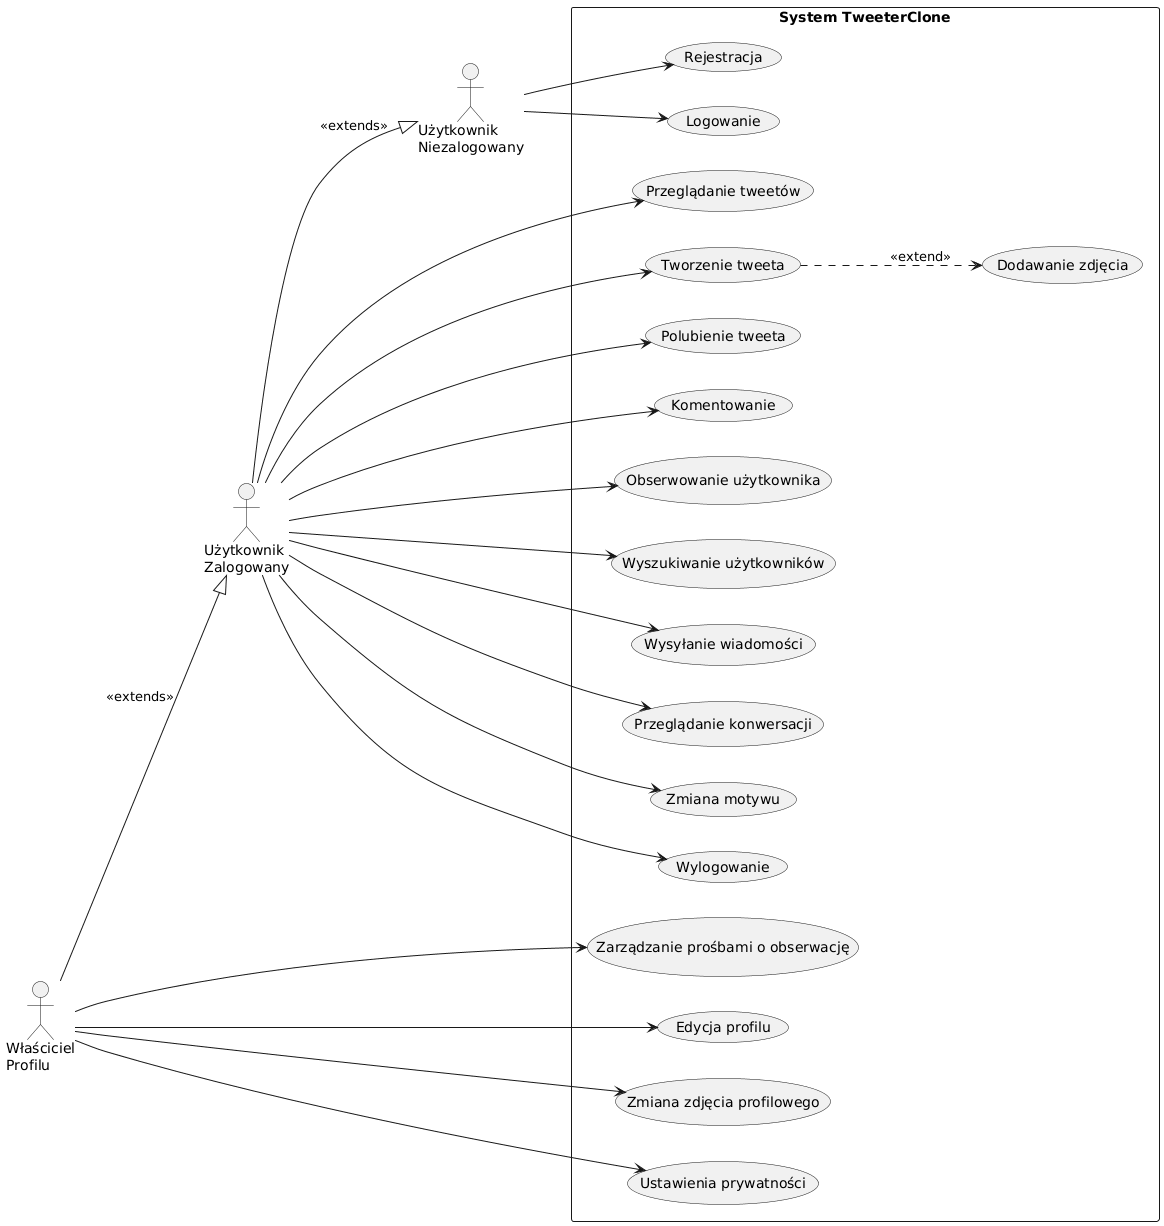 System TweeterClone
Rejestracja
Użytkownik
Niezalogowany
Logowanie
«extends»
Przeglądanie tweetów
Tworzenie tweeta
«extend»
Dodawanie zdjęcia
Polubienie tweeta
Komentowanie
Obserwowanie użytkownika
Użytkownik
Zalogowany
Wyszukiwanie użytkowników
Wysyłanie wiadomości
«extends»
Przeglądanie konwersacji
Zmiana motywu
Wylogowanie
Zarządzanie prośbami o obserwację
Właściciel
Profilu
Edycja profilu
Zmiana zdjęcia profilowego
Ustawienia prywatności